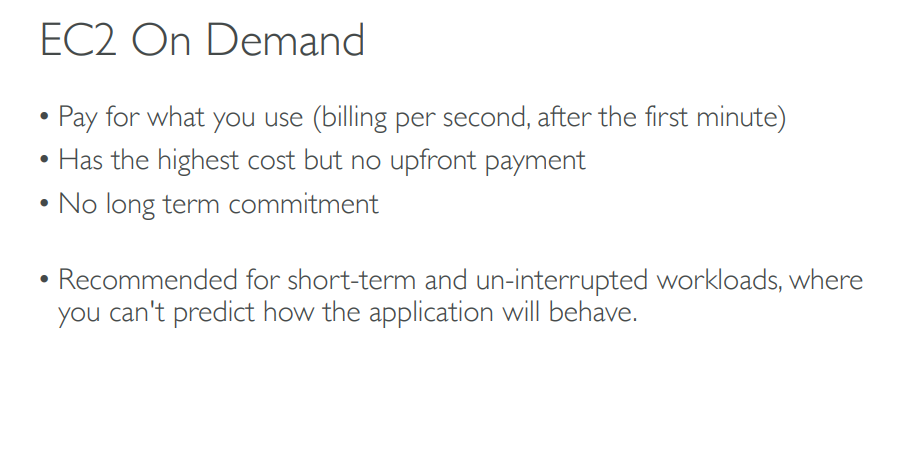 EC2 On Demand
• Pay for what you use (billing per second, after the first minute)
• Has the highest cost but no upfront payment
• No long term commitment
• Recommended for short-term and un-interrupted workloads, where
you can't predict how the application will behave.